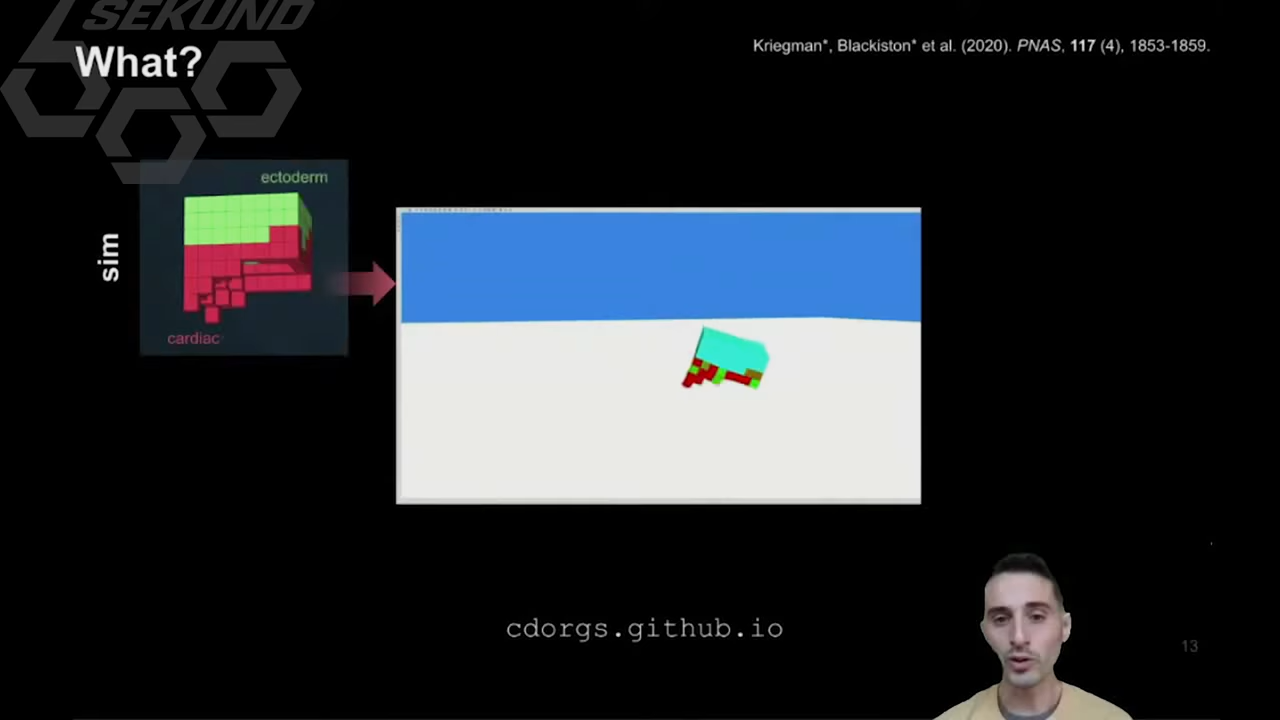 SEKUND
What?
Kriegman*, Blackiston* et al. (2020). PNAS, 117 (4), 1853-1859.
ectoderm
sim
cardiac
cdorgs.github.io
13